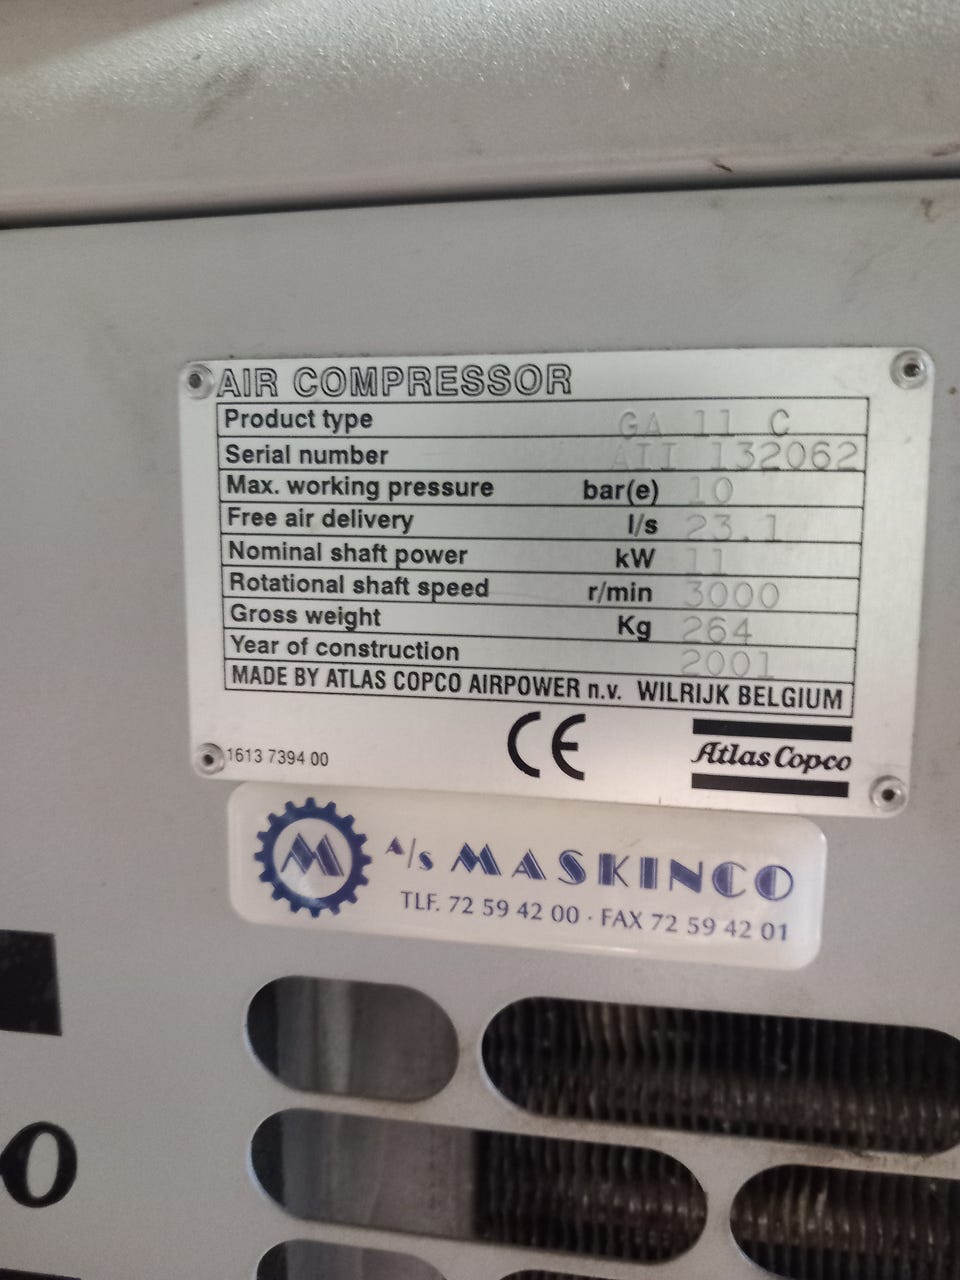 AIR COMPRESSOR
Product type GA 11 C
Serial number AII 132062
Max. working pressure bar(e) 10
Free air delivery l/s 23.1
Nominal shaft power kW 11
Rotational shaft speed r/min 3000
Gross weight Kg 264
Year of construction 2001
MADE BY ATLAS COPCO AIRPOWER n.v. WILRIJK BELGIUM
1613 7394 00 CE Atlas Copco
M A/S MASKINCO
TLF. 72 59 42 00 · FAX 72 59 42 01
o